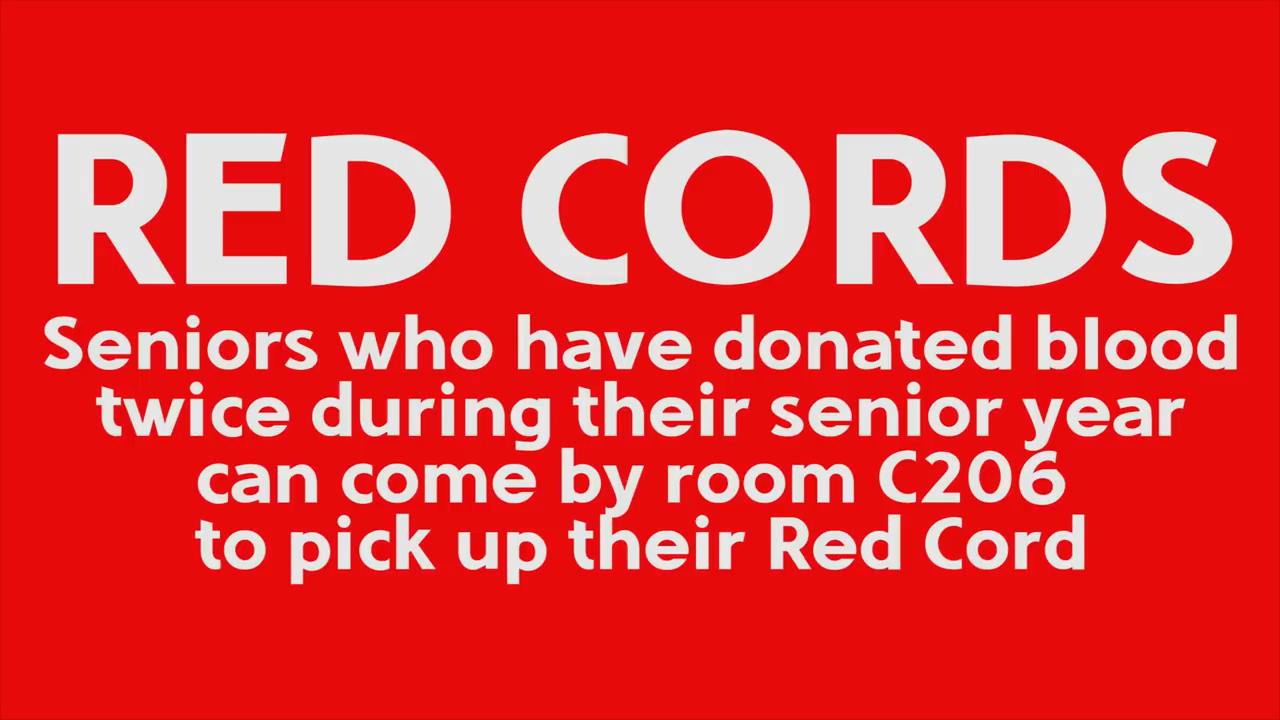 RED CORDS
Seniors who have donated blood
twice during their senior year
can come by room C206
to pick up their Red Cord